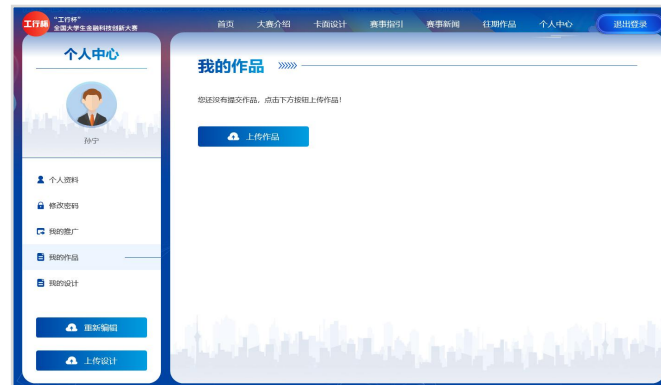 工行杯
“工行杯”
全国大学生金融科技创新大赛
首页 大赛介绍 卡面设计 赛事指引 赛事新闻 往期作品 个人中心 退出登录
个人中心
孙宁
个人资料
修改密码
我的推广
我的作品
我的设计
重新编辑
上传设计
我的作品
您还没有提交作品，点击下方按钮上传作品！
上传作品